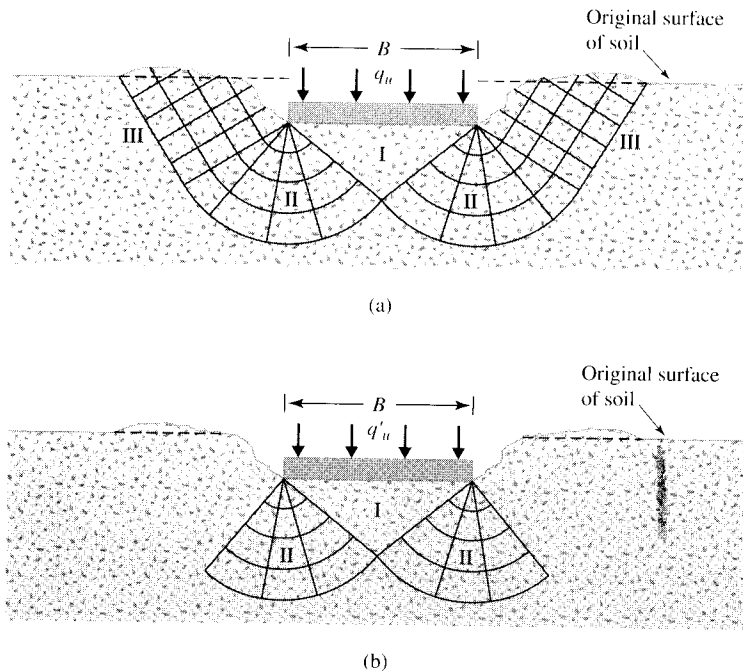 Original surface
of soil
B
q_u
III
I
III
II
II
(a)
Original surface
of soil
B
q'_u
I
II
II
(b)